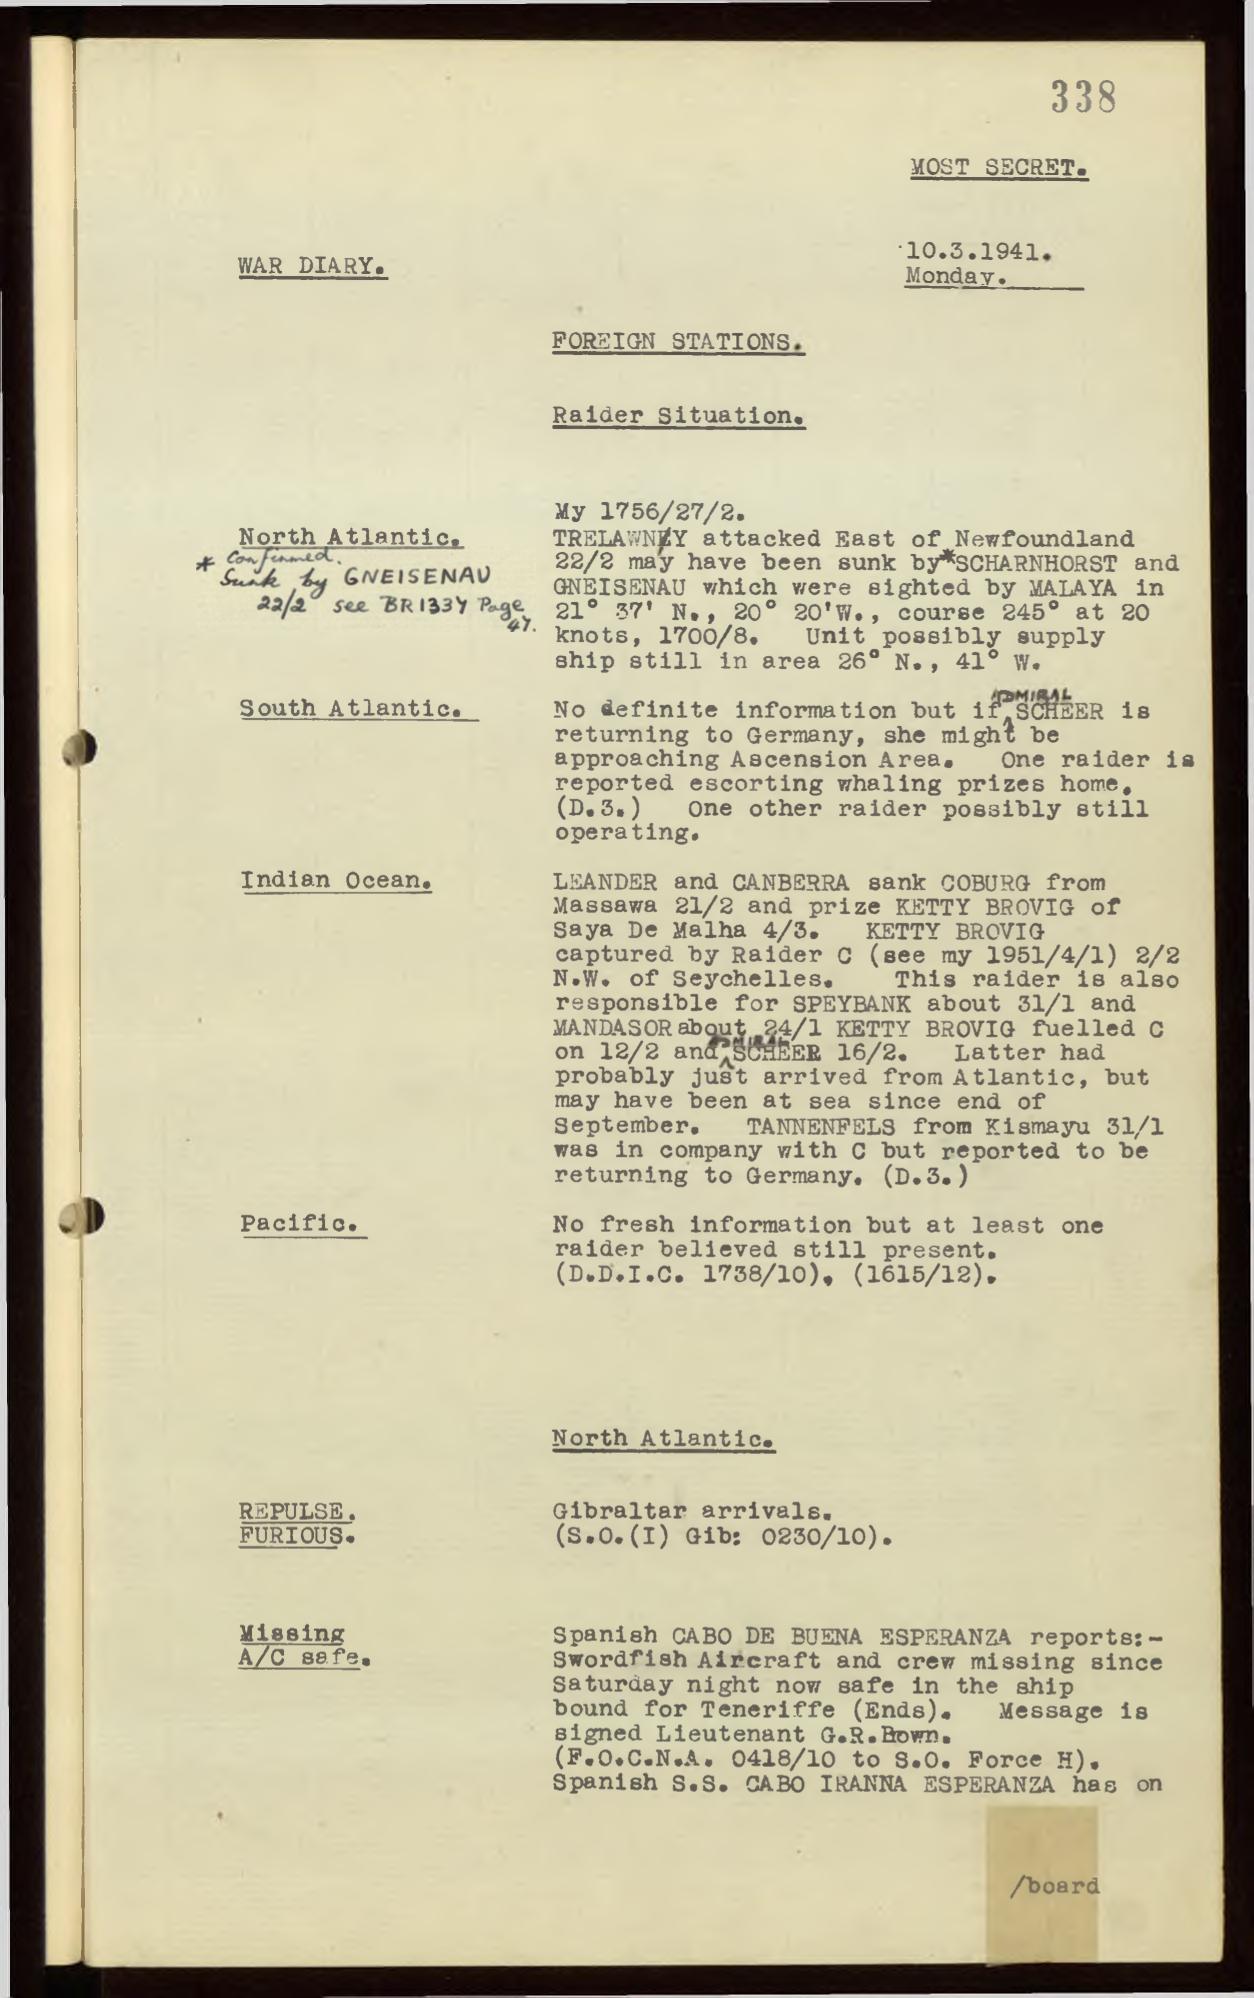 338
MOST SECRET.
WAR DIARY.
10.3.1941.
Monday.
FOREIGN STATIONS.
Raider Situation.
North Atlantic.
* Confirmed.
Sunk by GNEISENAU
22/2 see BR1337 Page
47.
My 1756/27/2.
TRELAWNEY attacked East of Newfoundland
22/2 may have been sunk by*SCHARNHORST and
GNEISENAU which were sighted by MALAYA in
21° 37' N., 20° 20'W., course 245° at 20
knots, 1700/8. Unit possibly supply
ship still in area 26° N., 41° W.
South Atlantic.
No definite information but if ADMIRAL SCHEER is
returning to Germany, she might be
approaching Ascension Area. One raider is
reported escorting whaling prizes home.
(D.3.) One other raider possibly still
operating.
Indian Ocean.
LEANDER and CANBERRA sank COBURG from
Massawa 21/2 and prize KETTY BROVIG of
Saya De Malha 4/3. KETTY BROVIG
captured by Raider C (see my 1951/4/1) 2/2
N.W. of Seychelles. This raider is also
responsible for SPEYBANK about 31/1 and
MANDASOR about 24/1 KETTY BROVIG fuelled C
on 12/2 and ADMIRAL SCHEER 16/2. Latter had
probably just arrived from Atlantic, but
may have been at sea since end of
September. TANNENFELS from Kismayu 31/1
was in company with C but reported to be
returning to Germany. (D.3.)
Pacific.
No fresh information but at least one
raider believed still present.
(D.D.I.C. 1738/10), (1615/12).
North Atlantic.
REPULSE.
FURIOUS.
Gibraltar arrivals.
(S.O.(I) Gib: 0230/10).
Missing
A/C safe.
Spanish CABO DE BUENA ESPERANZA reports:-
Swordfish Aircraft and crew missing since
Saturday night now safe in the ship
bound for Teneriffe (Ends). Message is
signed Lieutenant G.R.Bown.
(F.O.C.N.A. 0418/10 to S.O. Force H).
Spanish S.S. CABO IRANNA ESPERANZA has on
/board